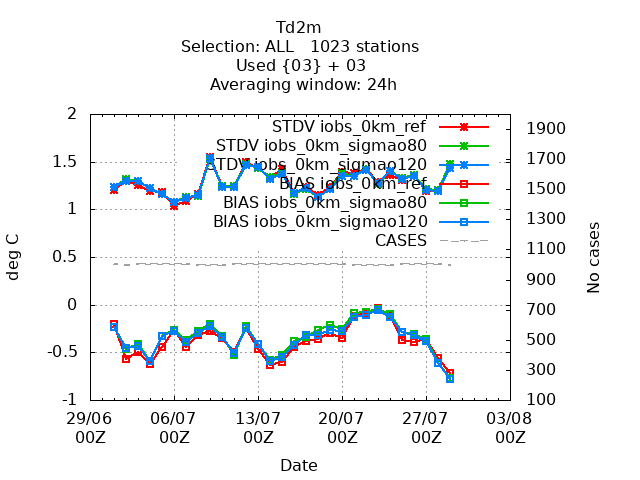 Td2m
Selection: ALL   1023 stations
Used {03} + 03
Averaging window: 24h
2
1.5
1
0.5
0
-0.5
-1
deg C
STDV iobs_0km_ref
STDV iobs_0km_sigmao80
STDV iobs_0km_sigmao120
BIAS iobs_0km_ref
BIAS iobs_0km_sigmao80
BIAS iobs_0km_sigmao120
CASES
1900
1700
1500
1300
1100
900
700
500
300
100
No cases
29/06 06/07 13/07 20/07 27/07 03/08
00Z 00Z 00Z 00Z 00Z 00Z
Date